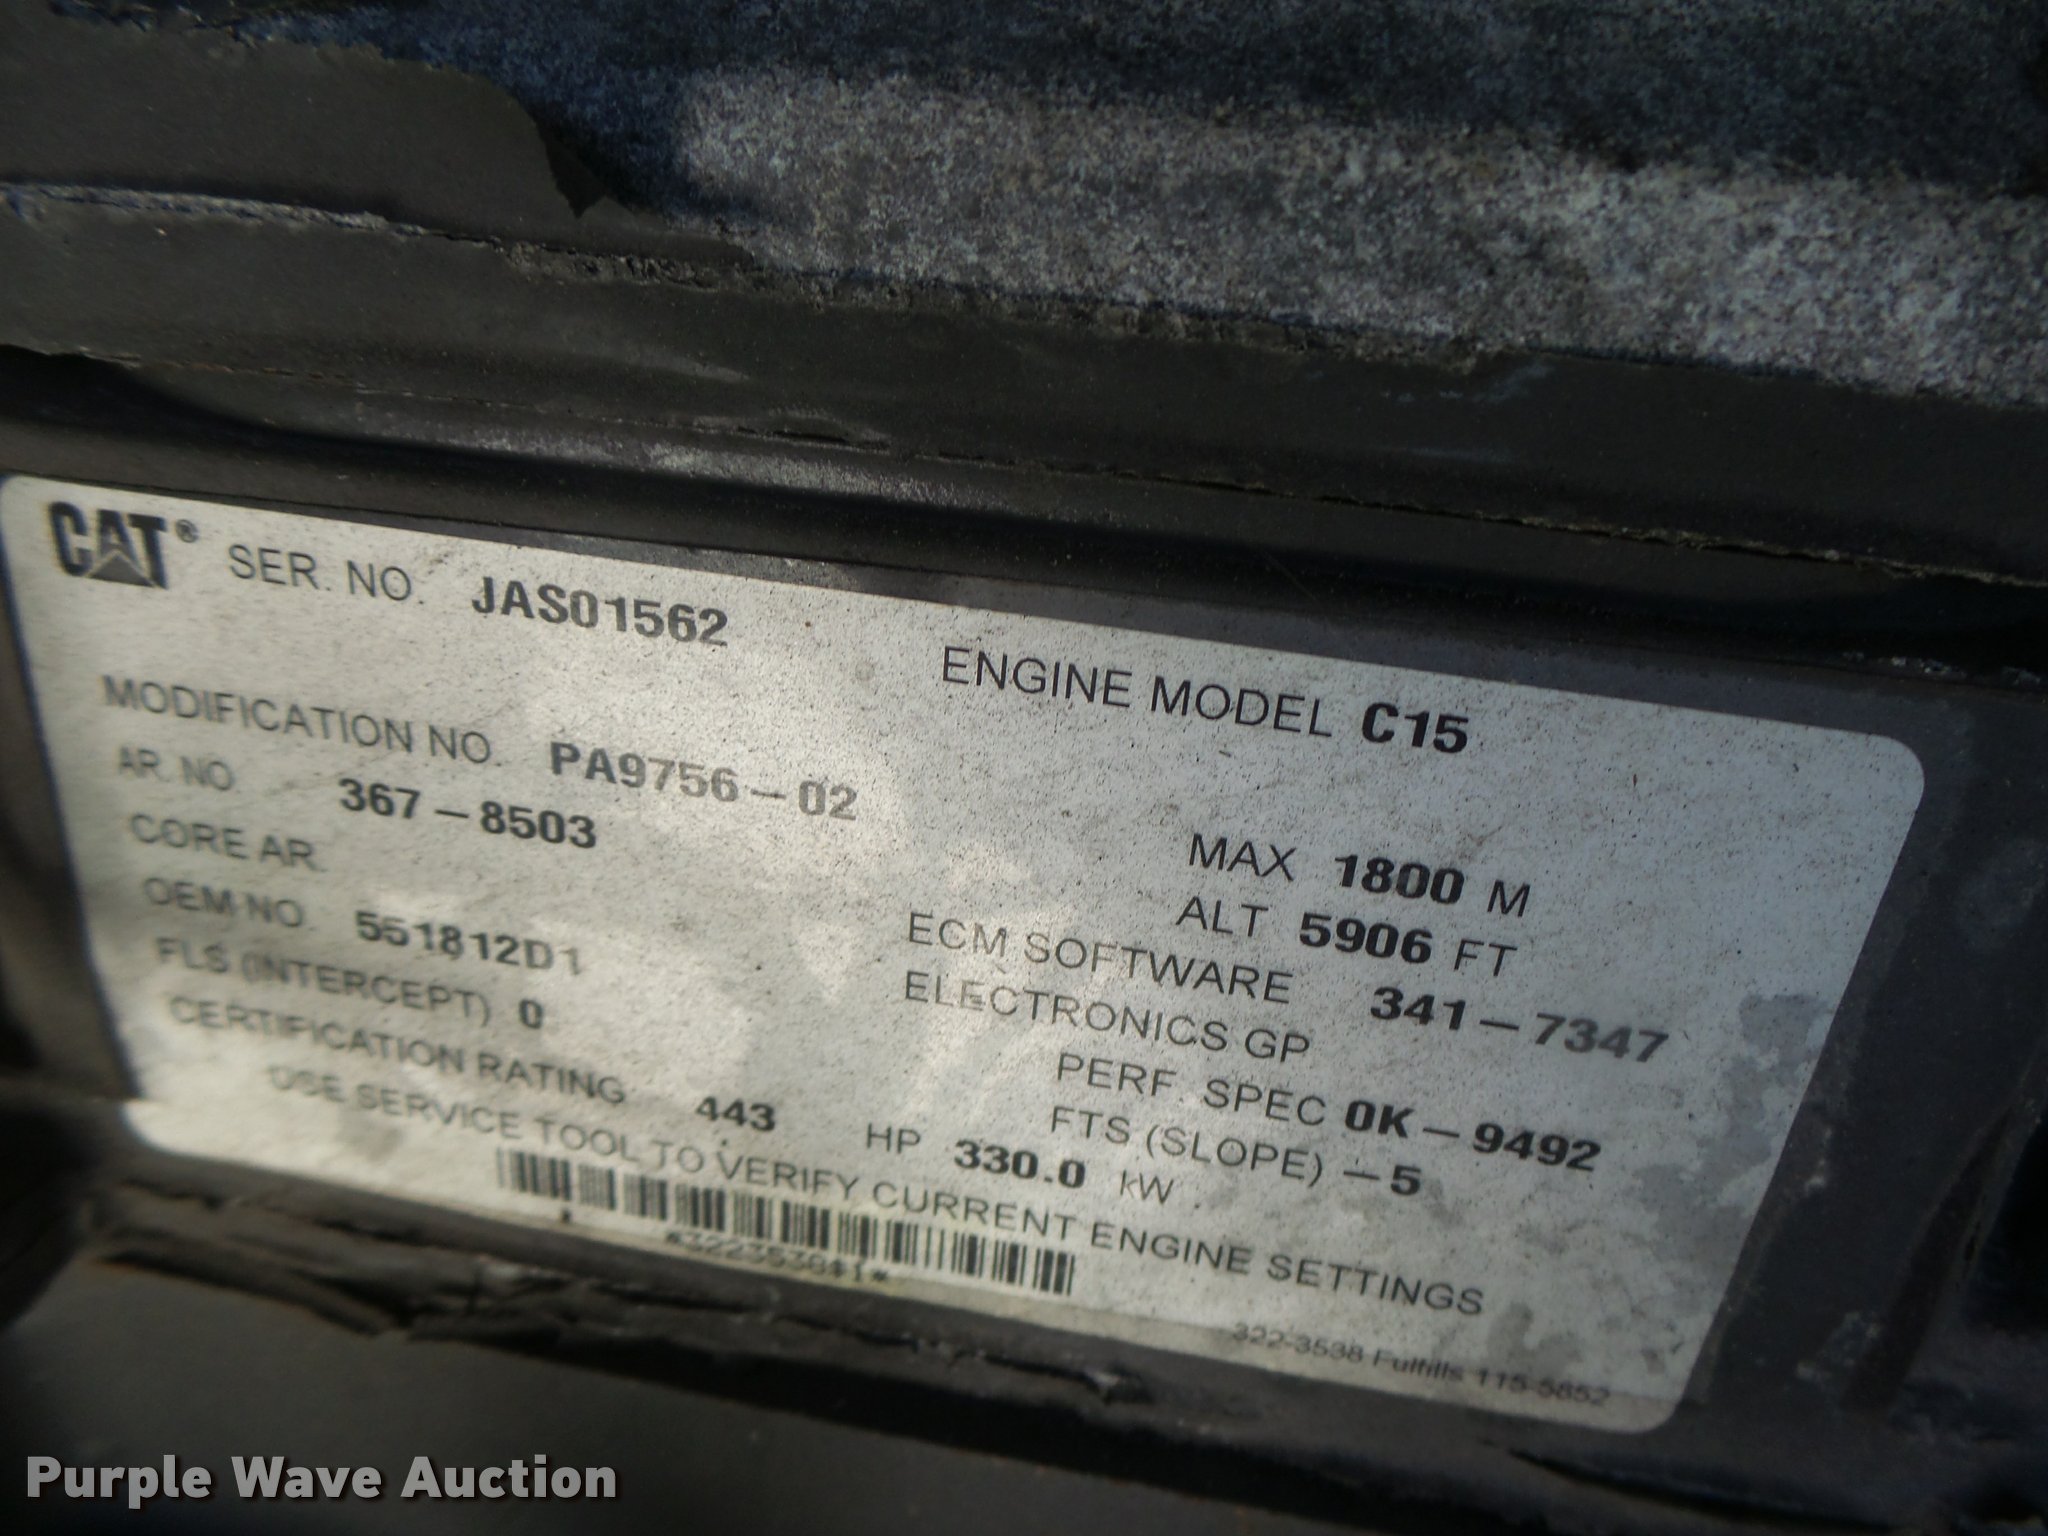 CAT® SER. NO. JAS01562 ENGINE MODEL C15
MODIFICATION NO. PA9756-02
AR. NO 367-8503 MAX 1800 M
CORE AR. ALT 5906 FT
OEM NO. 551812D1 ECM SOFTWARE 341-7347
FLS (INTERCEPT) 0 ELECTRONICS GP
PERF. SPEC 0K-9492
CERTIFICATION RATING 443 HP 330.0 kW FTS (SLOPE) -5
USE SERVICE TOOL TO VERIFY CURRENT ENGINE SETTINGS
322-3538 Fulfills 115-5852
Purple Wave Auction